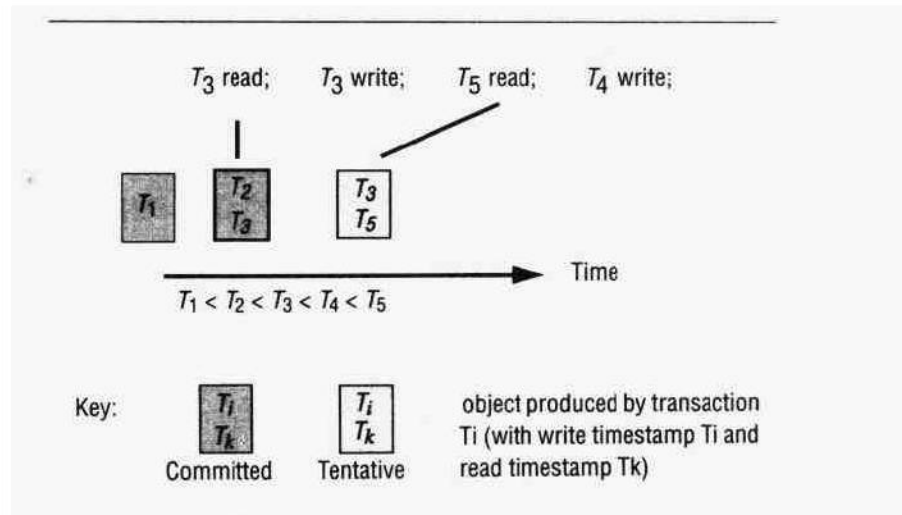 T3 read; T3 write; T5 read; T4 write;
T1 T2 T3
T3 T5
Time
T1 < T2 < T3 < T4 < T5
Key:
Ti Ti object produced by transaction
Tk Tk Ti (with write timestamp Ti and
Committed Tentative read timestamp Tk)